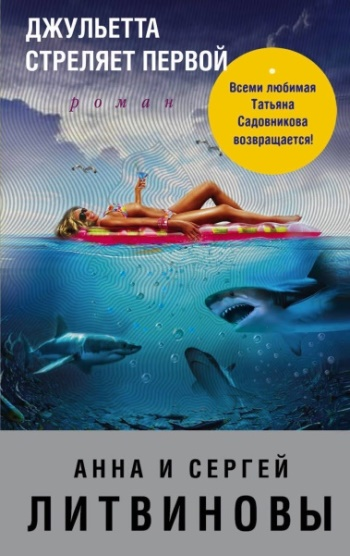 ДЖУЛЬЕТТА
СТРЕЛЯЕТ ПЕРВОЙ
роман
Всеми любимая
Татьяна
Садовникова
возвращается!
АННА И СЕРГЕЙ
ЛИТВИНОВЫ